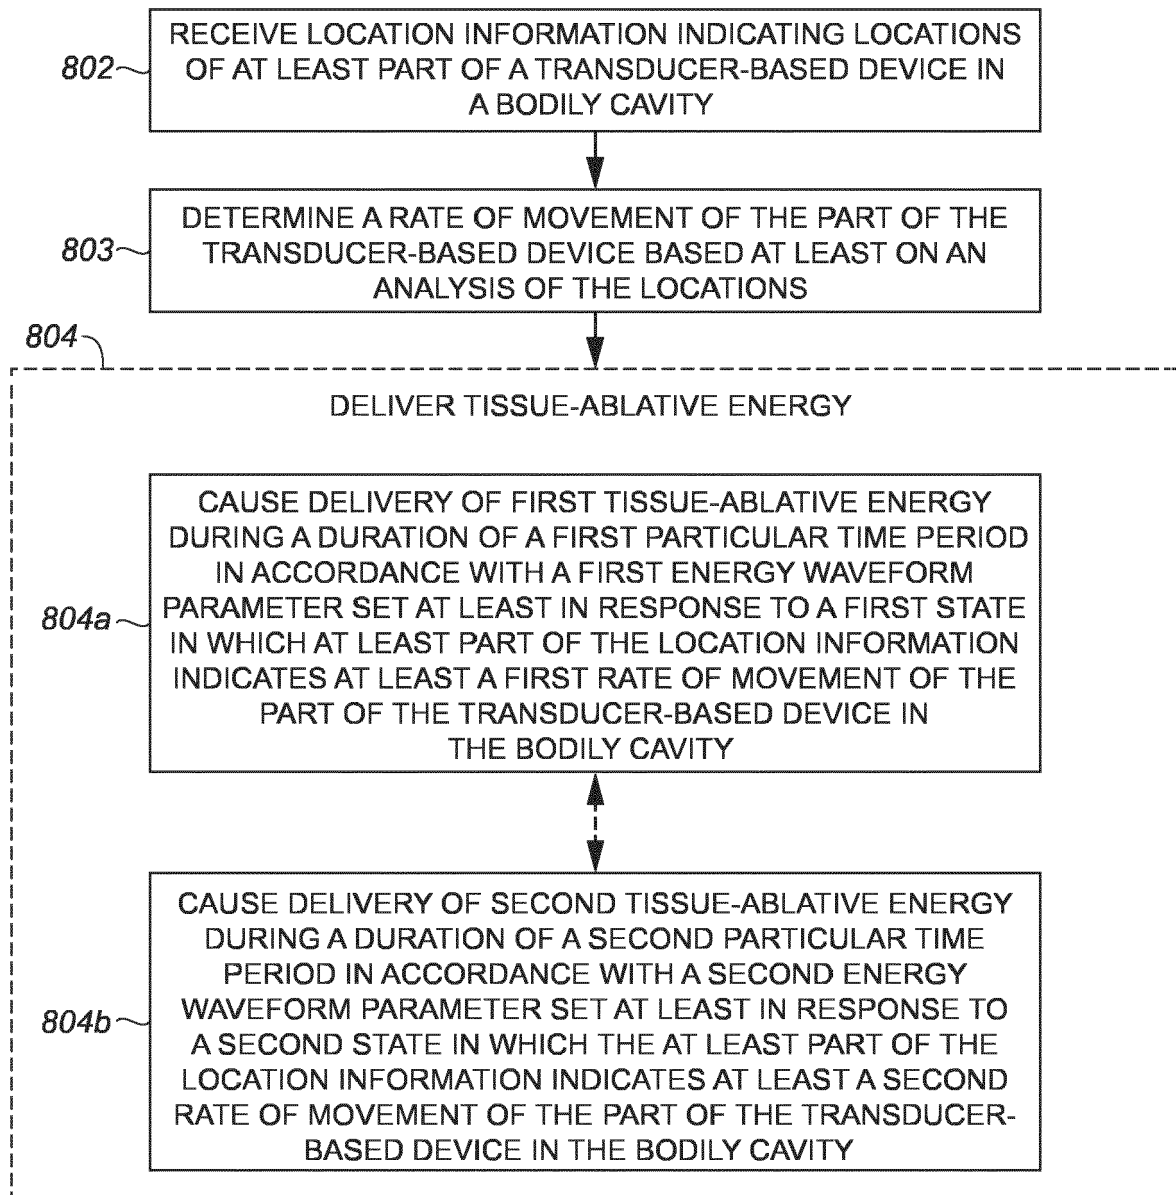 RECEIVE LOCATION INFORMATION INDICATING LOCATIONS
802
OF AT LEAST PART OF A TRANSDUCER-BASED DEVICE IN
A BODILY CAVITY
DETERMINE A RATE OF MOVEMENT OF THE PART OF THE
803
TRANSDUCER-BASED DEVICE BASED AT LEAST ON AN
ANALYSIS OF THE LOCATIONS
804
DELIVER TISSUE-ABLATIVE ENERGY
CAUSE DELIVERY OF FIRST TISSUE-ABLATIVE ENERGY
DURING A DURATION OF A FIRST PARTICULAR TIME PERIOD
IN ACCORDANCE WITH A FIRST ENERGY WAVEFORM
804a
PARAMETER SET AT LEAST IN RESPONSE TO A FIRST STATE
IN WHICH AT LEAST PART OF THE LOCATION INFORMATION
INDICATES AT LEAST A FIRST RATE OF MOVEMENT OF THE
PART OF THE TRANSDUCER-BASED DEVICE IN
THE BODILY CAVITY
CAUSE DELIVERY OF SECOND TISSUE-ABLATIVE ENERGY
DURING A DURATION OF A SECOND PARTICULAR TIME
PERIOD IN ACCORDANCE WITH A SECOND ENERGY
WAVEFORM PARAMETER SET AT LEAST IN RESPONSE TO
804b
A SECOND STATE IN WHICH THE AT LEAST PART OF THE
LOCATION INFORMATION INDICATES AT LEAST A SECOND
RATE OF MOVEMENT OF THE PART OF THE TRANSDUCER-
BASED DEVICE IN THE BODILY CAVITY